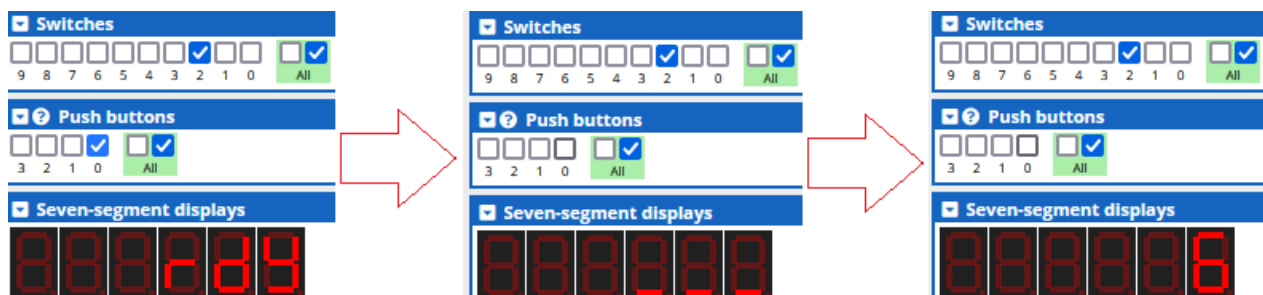 Switches
9 8 7 6 5 4 3 2 1 0 All
? Push buttons
3 2 1 0 All
Seven-segment displays
rdy
Switches
9 8 7 6 5 4 3 2 1 0 All
? Push buttons
3 2 1 0 All
Seven-segment displays
_ _ _
Switches
9 8 7 6 5 4 3 2 1 0 All
? Push buttons
3 2 1 0 All
Seven-segment displays
6